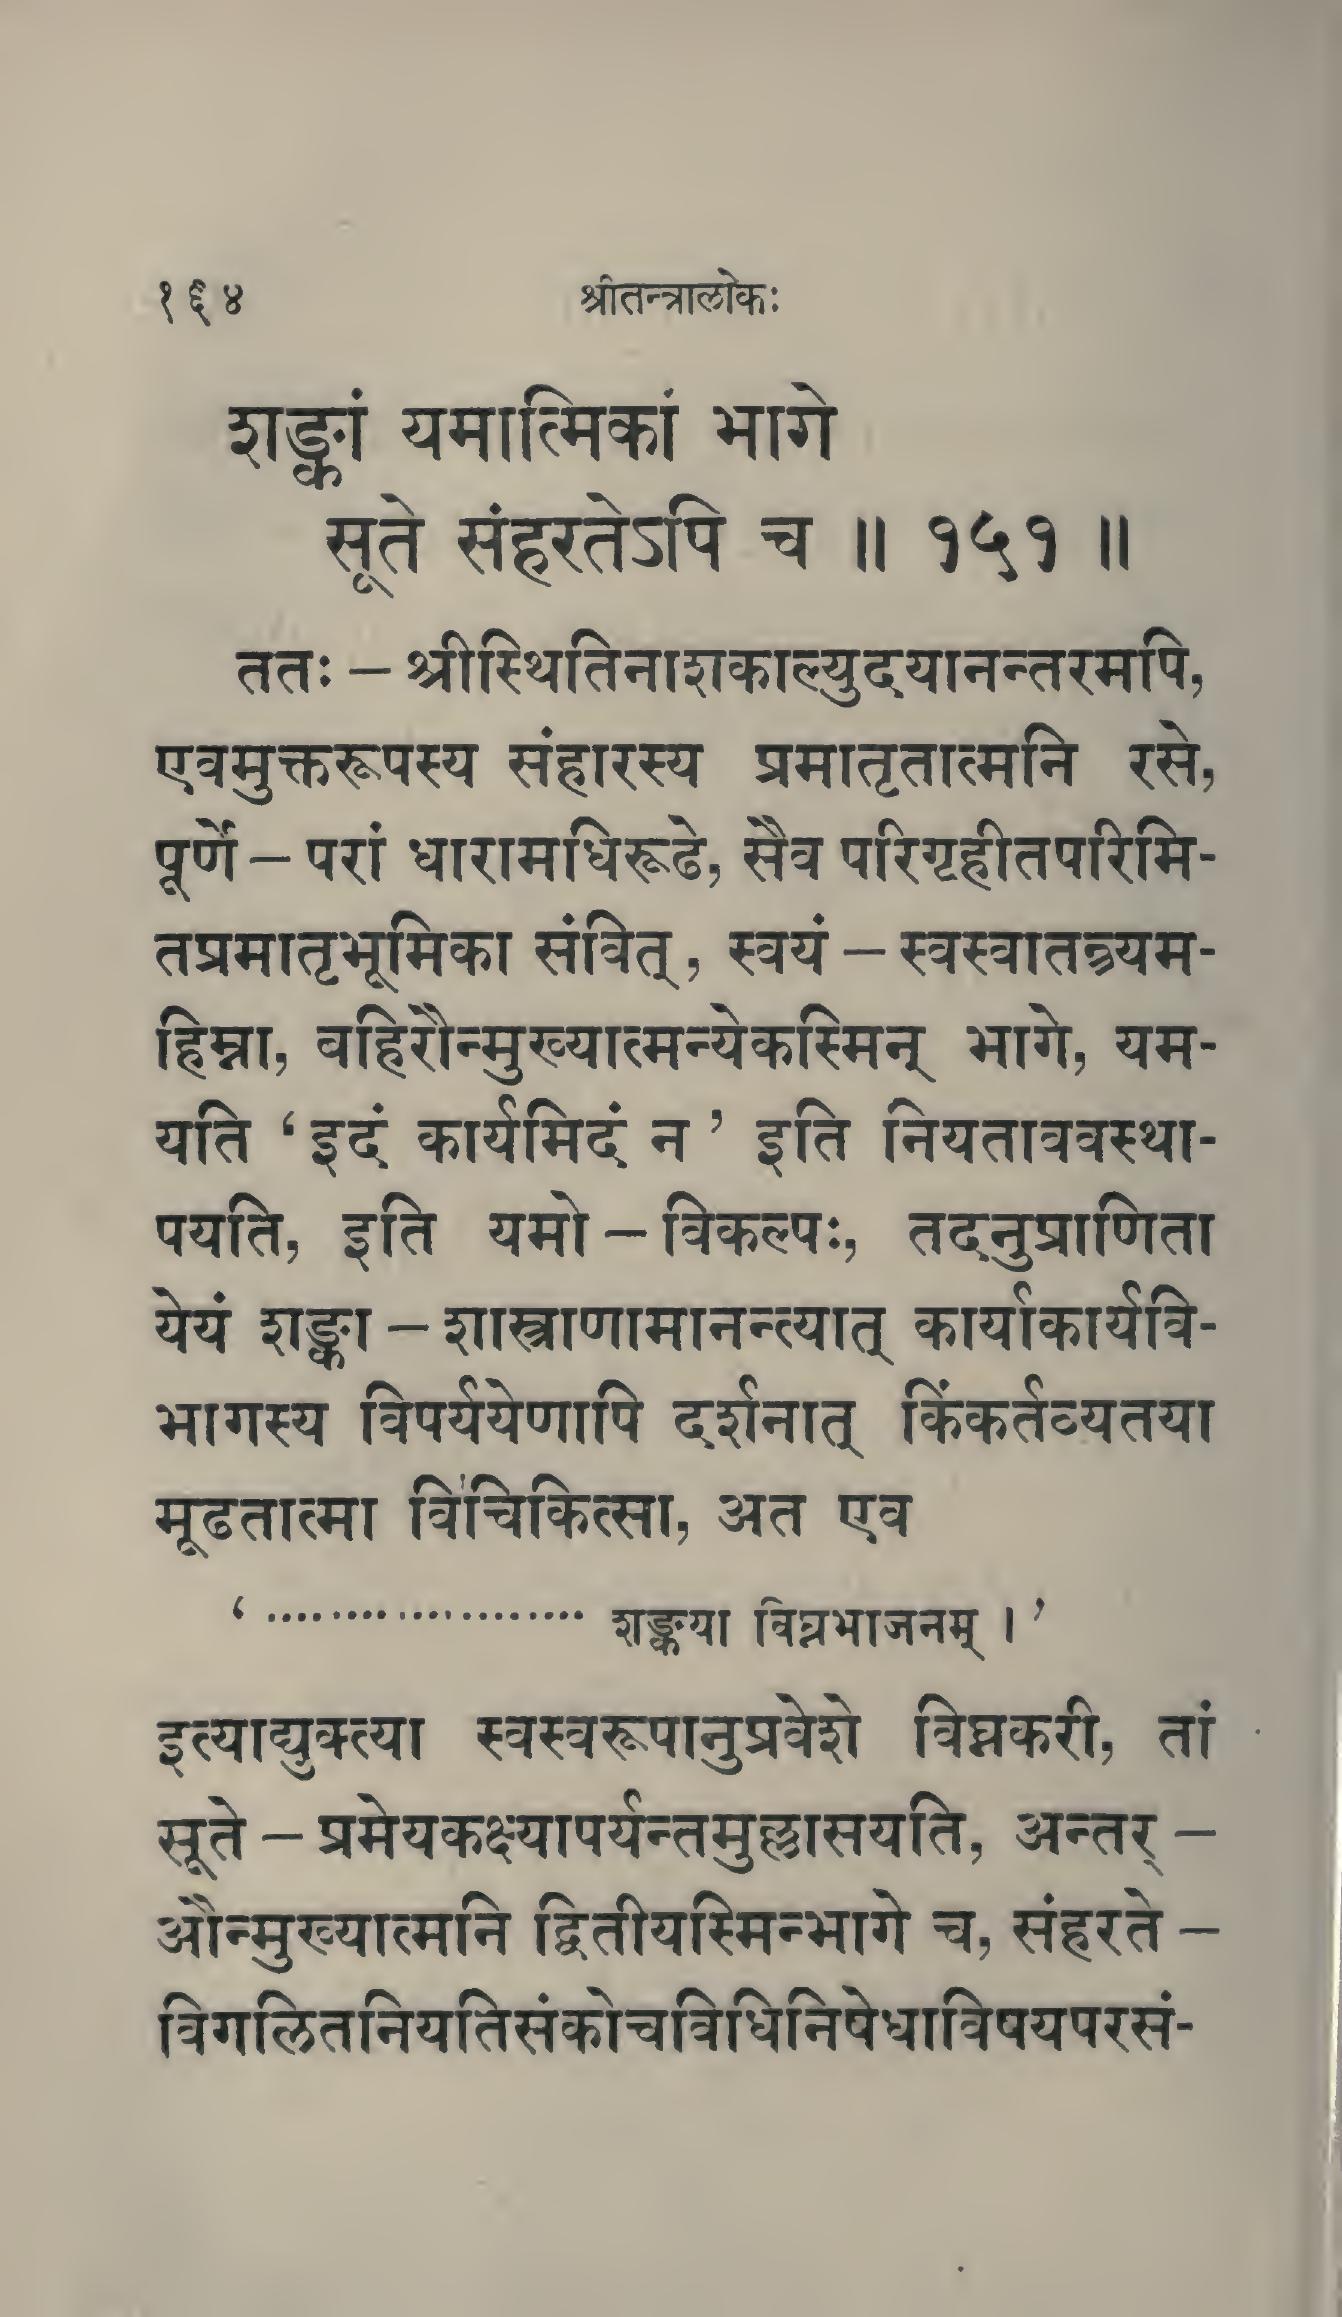 १६४ श्रीतन्त्रालोकः
शङ्कां यमात्मिकां भागे
सूते संहरतेऽपि च ॥ १५१ ॥
ततः – श्रीस्थितिनाशकाल्युदयानन्तरमपि,
एवमुक्तरूपस्य संहारस्य प्रमातृतात्मनि रसे,
पूर्णे – परां धारामधिरूढे, सैव परिगृहीतपरिमि-
तप्रमातृभूमिका संवित्, स्वयं – स्वस्वातन्त्र्यम-
हिम्ना, बहिरौन्मुख्यात्मन्येकस्मिन् भागे, यम-
यति ‘इदं कार्यमिदं न’ इति नियताववस्था-
पयति, इति यमो – विकल्पः, तदनुप्राणिता
येयं शङ्का – शास्त्राणामानन्त्यात् कार्याकार्यवि-
भागस्य विपर्ययेणापि दर्शनात् किंकर्तव्यतया
मूढतात्मा विचिकित्सा, अत एव
‘.................... शङ्कया विघ्नभाजनम् ।’
इत्याद्युक्त्या स्वस्वरूपानुप्रवेशे विघ्नकरी, तां
सूते – प्रमेयकक्ष्यापर्यन्तमुल्लासयति, अन्तर् –
औन्मुख्यात्मनि द्वितीयस्मिन्भागे च, संहरते –
विगलितनियतिसंकोचविधिनिषेधाविषयपरसं-